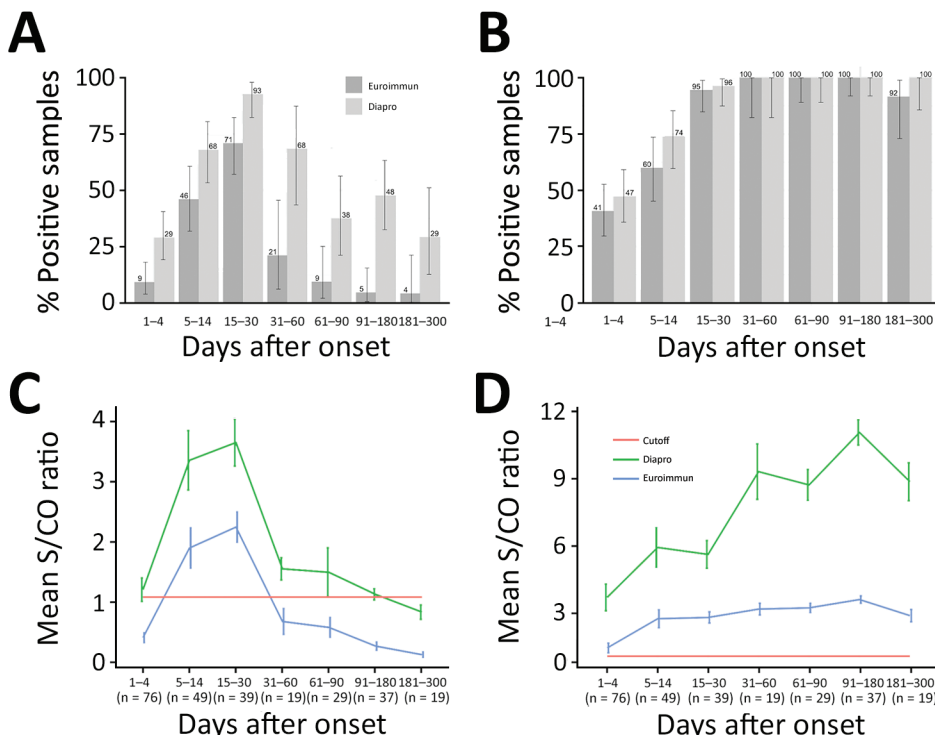 A
% Positive samples
100
75
50
25
0
Euroimmun
Diapro
9
29
46
68
71
93
21
68
9
38
5
48
4
29
1–4
5–14
15–30
31–60
61–90
91–180
181–300
Days after onset
B
% Positive samples
100
75
50
25
0
41
47
60
74
95
96
100
100
100
100
100
100
92
100
1–4
1–4
5–14
15–30
31–60
61–90
91–180
181–300
Days after onset
C
Mean S/CO ratio
4
3
2
1
0
1–4
5–14
15–30
31–60
61–90
91–180
181–300
(n = 76)
(n = 49)
(n = 39)
(n = 19)
(n = 29)
(n = 37)
(n = 19)
Days after onset
D
Mean S/CO ratio
12
9
6
3
0
Cutoff
Diapro
Euroimmun
1–4
5–14
15–30
31–60
61–90
91–180
181–300
(n = 76)
(n = 49)
(n = 39)
(n = 19)
(n = 29)
(n = 37)
(n = 19)
Days after onset